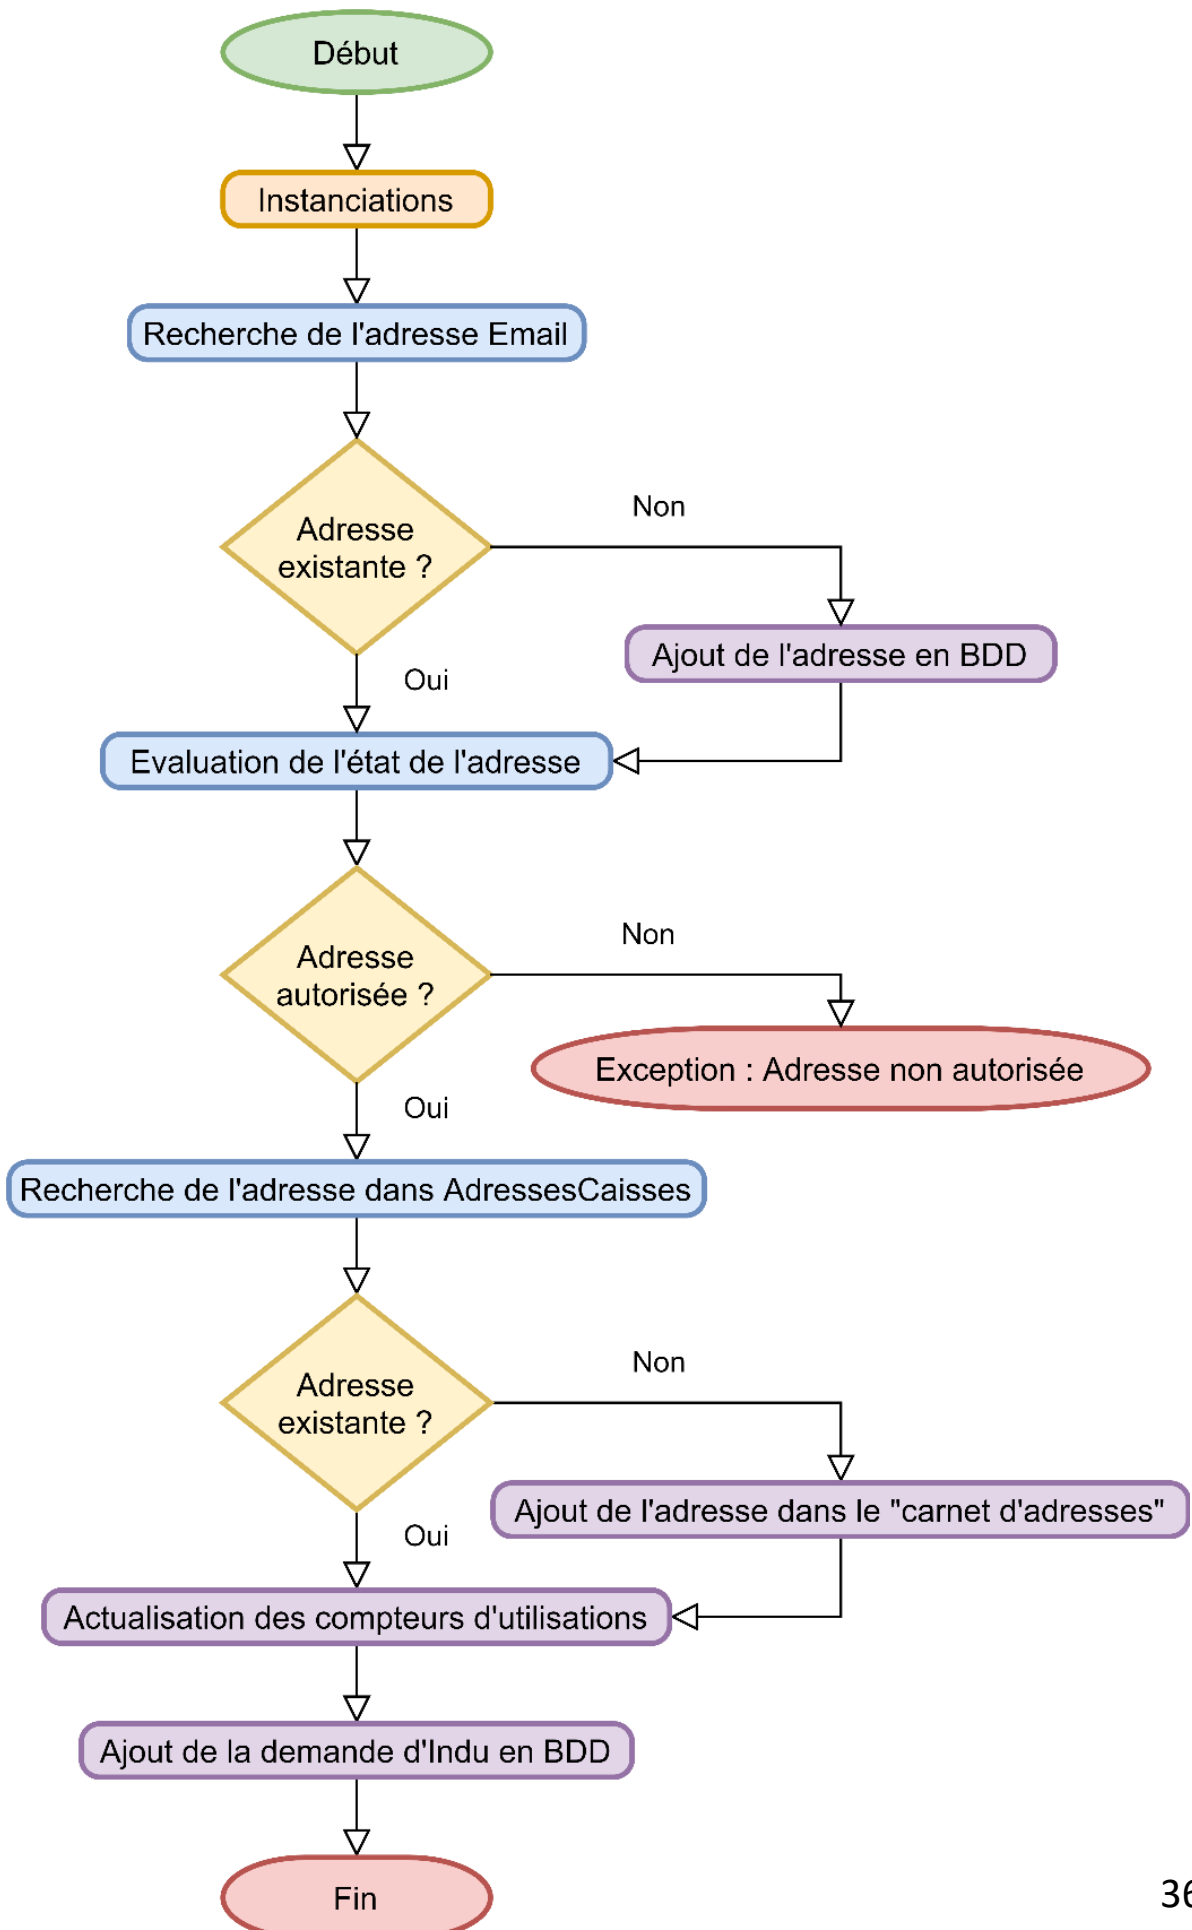 Début
Instanciations
Recherche de l'adresse Email
Adresse
existante ?
Non
Ajout de l'adresse en BDD
Oui
Evaluation de l'état de l'adresse
Adresse
autorisée ?
Non
Exception : Adresse non autorisée
Oui
Recherche de l'adresse dans AdressesCaisses
Adresse
existante ?
Non
Ajout de l'adresse dans le "carnet d'adresses"
Oui
Actualisation des compteurs d'utilisations
Ajout de la demande d'Indu en BDD
Fin
36